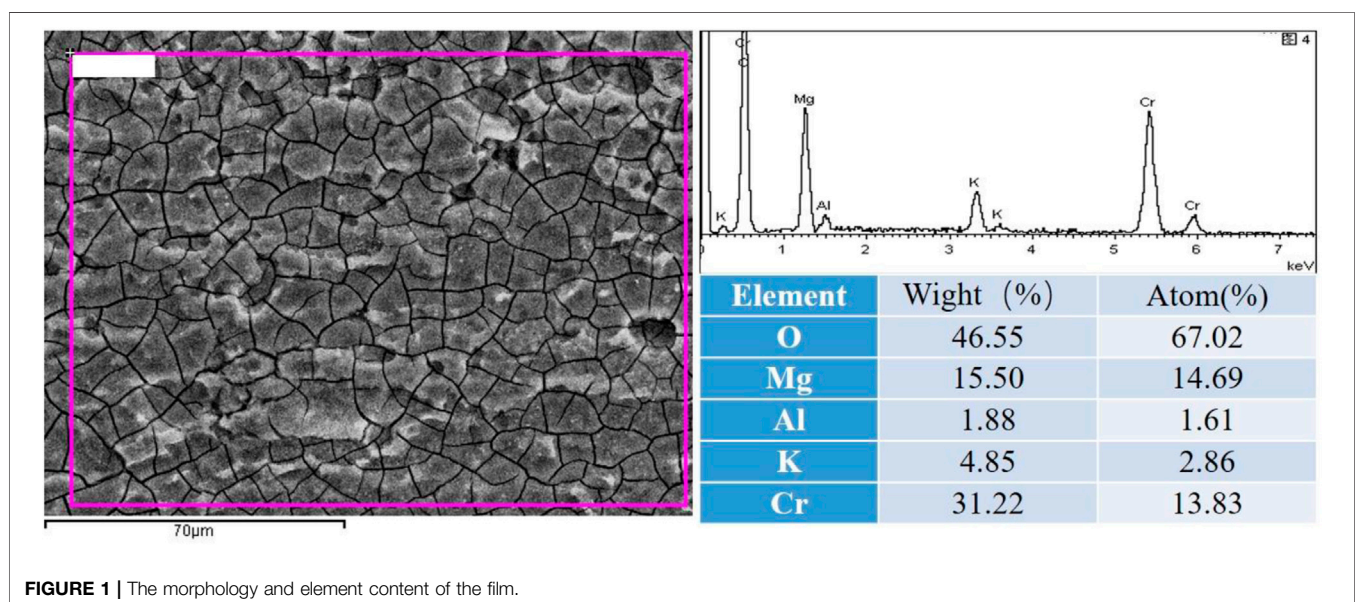 Cr
O
Mg
K
Al
K
K
Cr
Cr
图 4
1 2 3 4 5 6 7
keV
70µm
Element Wight (%) Atom(%)
O 46.55 67.02
Mg 15.50 14.69
Al 1.88 1.61
K 4.85 2.86
Cr 31.22 13.83
FIGURE 1 | The morphology and element content of the film.